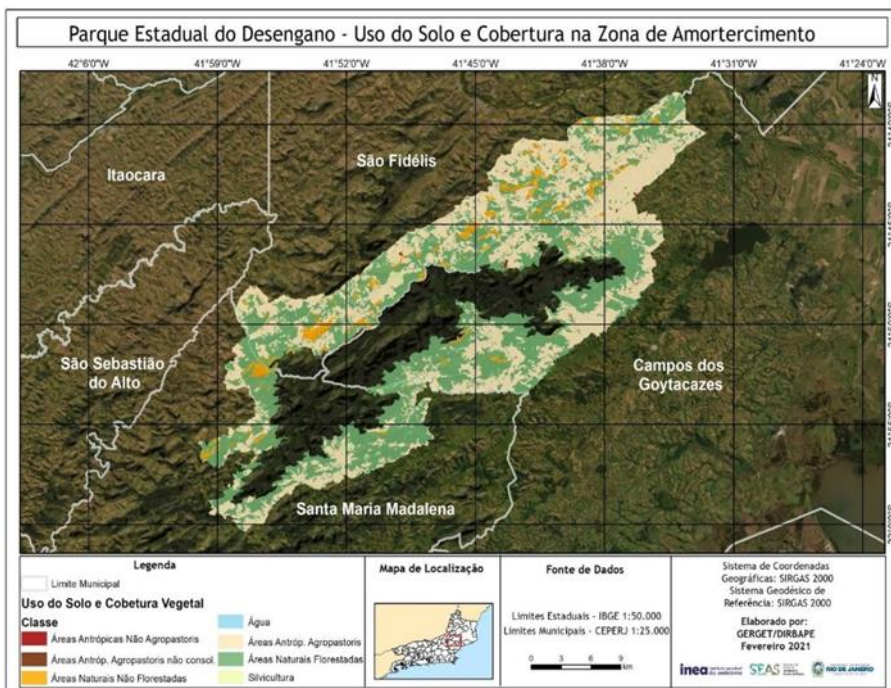 Parque Estadual do Desengano - Uso do Solo e Cobertura na Zona de Amortercimento
42°6'0"W
41°59'0"W
41°52'0"W
41°45'0"W
41°38'0"W
41°31'0"W
41°24'0"W
N
Itaocara
São Fidélis
São Sebastião
do Alto
Campos dos
Goytacazes
Santa Maria Madalena
Legenda
Limite Municipal
Uso do Solo e Cobetura Vegetal
Classe
Áreas Antrópicas Não Agropastoris
Áreas Antróp. Agropastoris não consol.
Áreas Naturais Não Florestadas
Água
Áreas Antróp. Agropastoris
Áreas Naturais Florestadas
Silvicultura
Mapa de Localização
Fonte de Dados
Limites Estaduais - IBGE 1:50.000
Limites Municipais - CEPERJ 1:25.000
0 3 6 9
km
Sistema de Coordenadas
Geográficas: SIRGAS 2000
Sistema Geodésico de
Referência: SIRGAS 2000
Elaborado por:
GERGET/DIRBAPE
Fevereiro 2021
inea instituto estadual do ambiente
SEAS
RIO DE JANEIRO